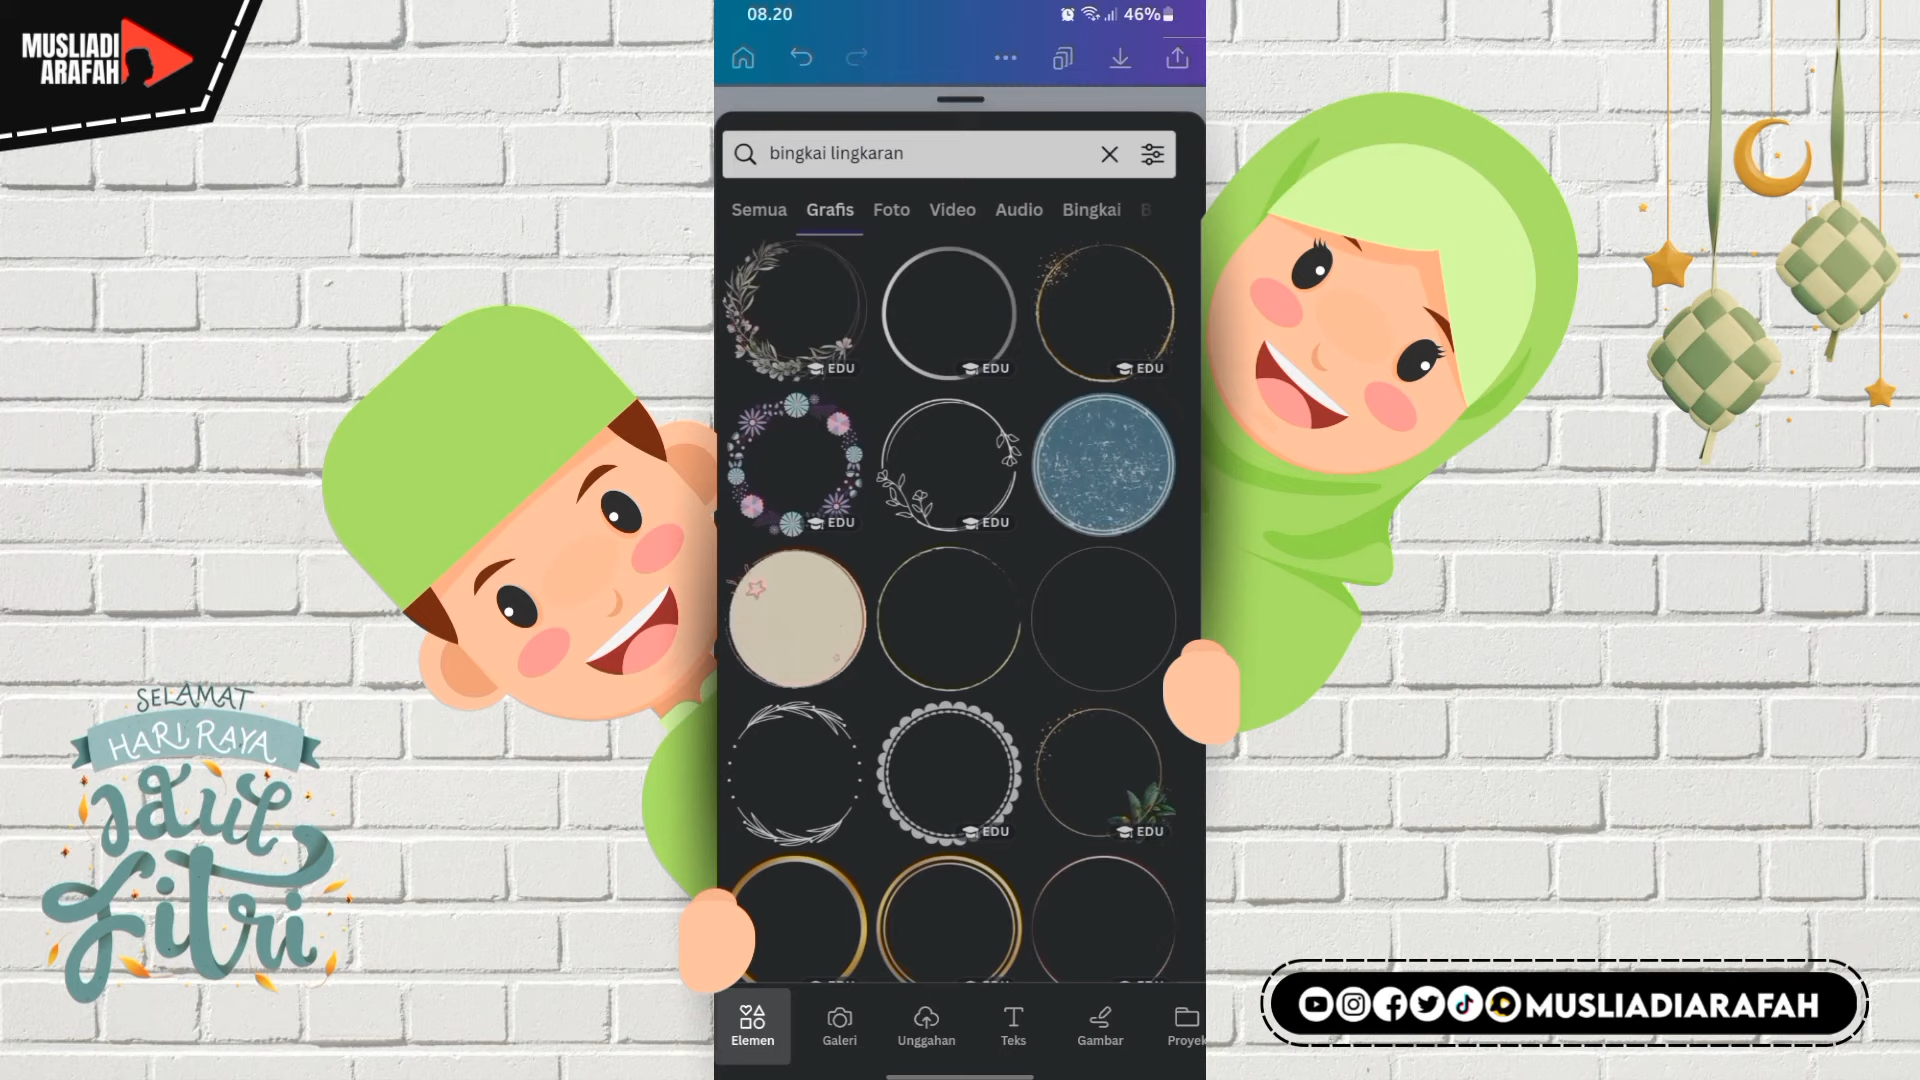 MUSLIADI
ARAFAH
08.20
46%
bingkai lingkaran
Semua Grafis Foto Video Audio Bingkai B
EDU EDU EDU
EDU EDU
EDU EDU
Elemen Galeri Unggahan Teks Gambar Proyek
SELAMAT
HARI RAYA
Idul
Fitri
MUSLIADIARAFAH